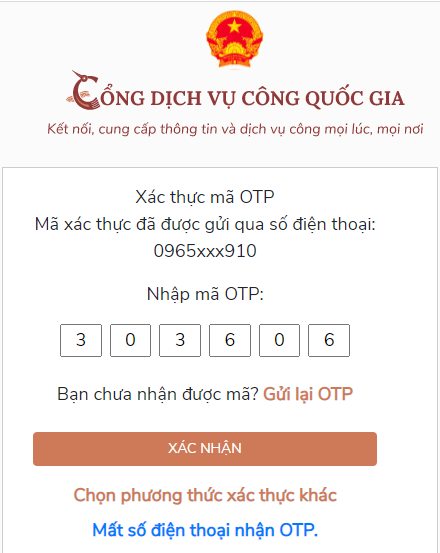 CỔNG DỊCH VỤ CÔNG QUỐC GIA
Kết nối, cung cấp thông tin và dịch vụ công mọi lúc, mọi nơi
Xác thực mã OTP
Mã xác thực đã được gửi qua số điện thoại:
0965xxx910
Nhập mã OTP:
3 0 3 6 0 6
Bạn chưa nhận được mã? Gửi lại OTP
XÁC NHẬN
Chọn phương thức xác thực khác
Mất số điện thoại nhận OTP.